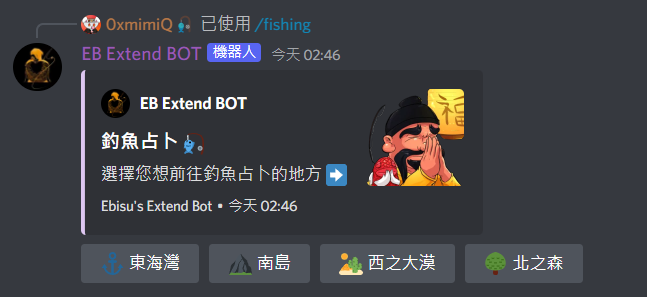 0xmimiQ 已使用 /fishing
EB Extend BOT 機器人 今天 02:46
EB Extend BOT
釣魚占卜
選擇您想前往釣魚占卜的地方
Ebisu's Extend Bot • 今天 02:46
福
東海灣 南島 西之大漠 北之森